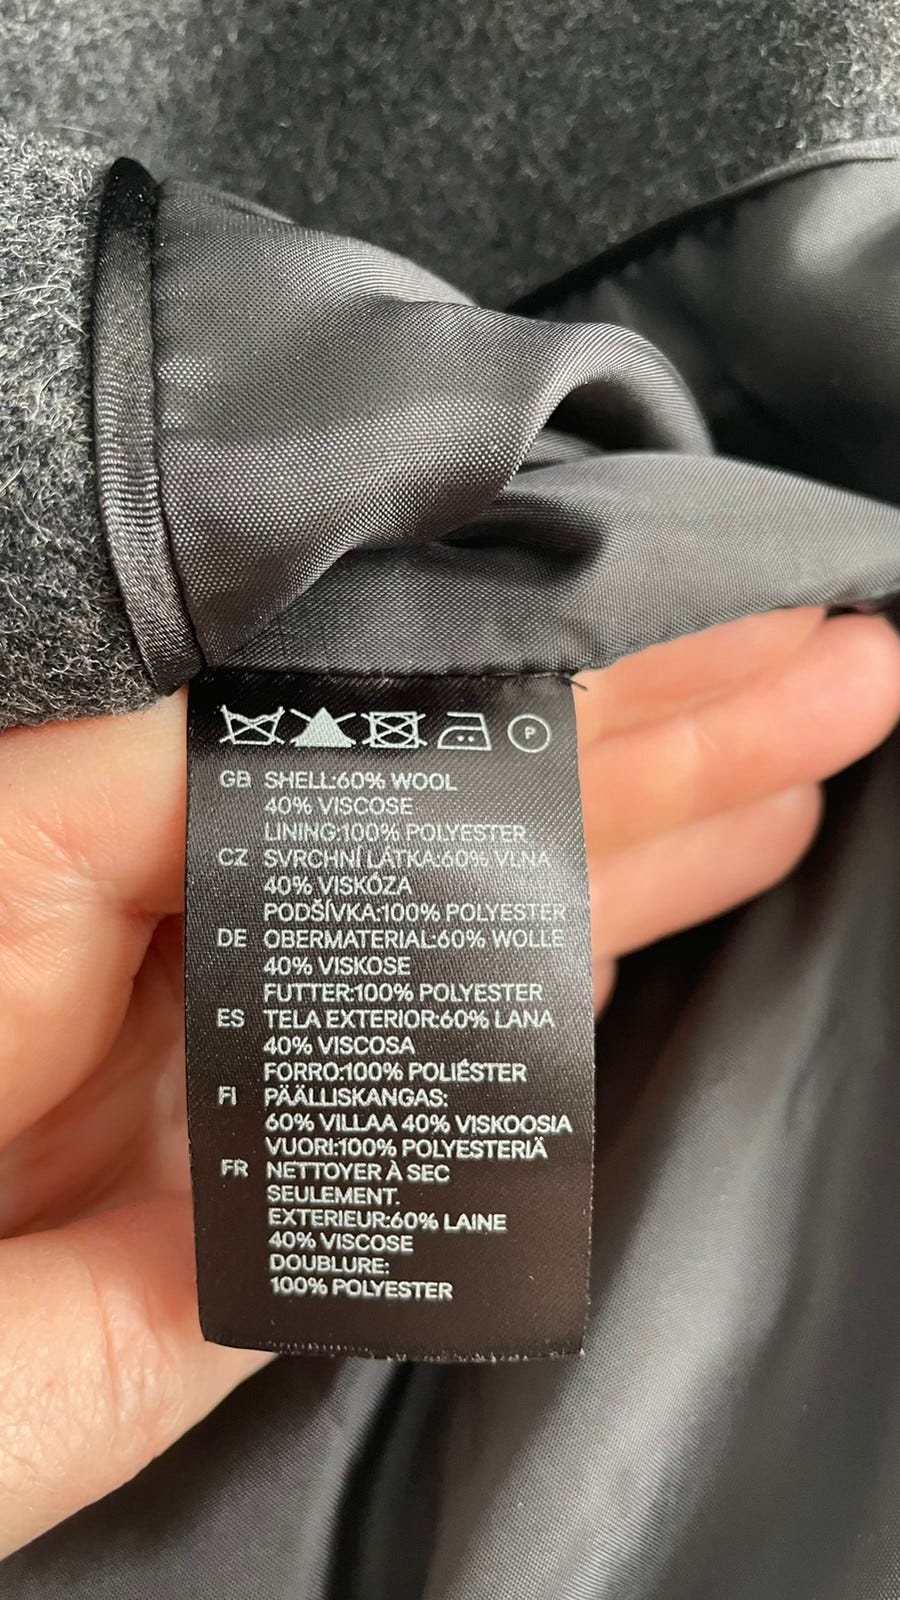 P
GB SHELL:60% WOOL
40% VISCOSE
LINING:100% POLYESTER
CZ SVRCHNÍ LÁTKA:60% VLNA
40% VISKÓZA
PODŠÍVKA:100% POLYESTER
DE OBERMATERIAL:60% WOLLE
40% VISKOSE
FUTTER:100% POLYESTER
ES TELA EXTERIOR:60% LANA
40% VISCOSA
FORRO:100% POLIÉSTER
FI PÄÄLLISKANGAS:
60% VILLAA 40% VISKOOSIA
VUORI:100% POLYESTERIÄ
FR NETTOYER À SEC
SEULEMENT.
EXTERIEUR:60% LAINE
40% VISCOSE
DOUBLURE:
100% POLYESTER